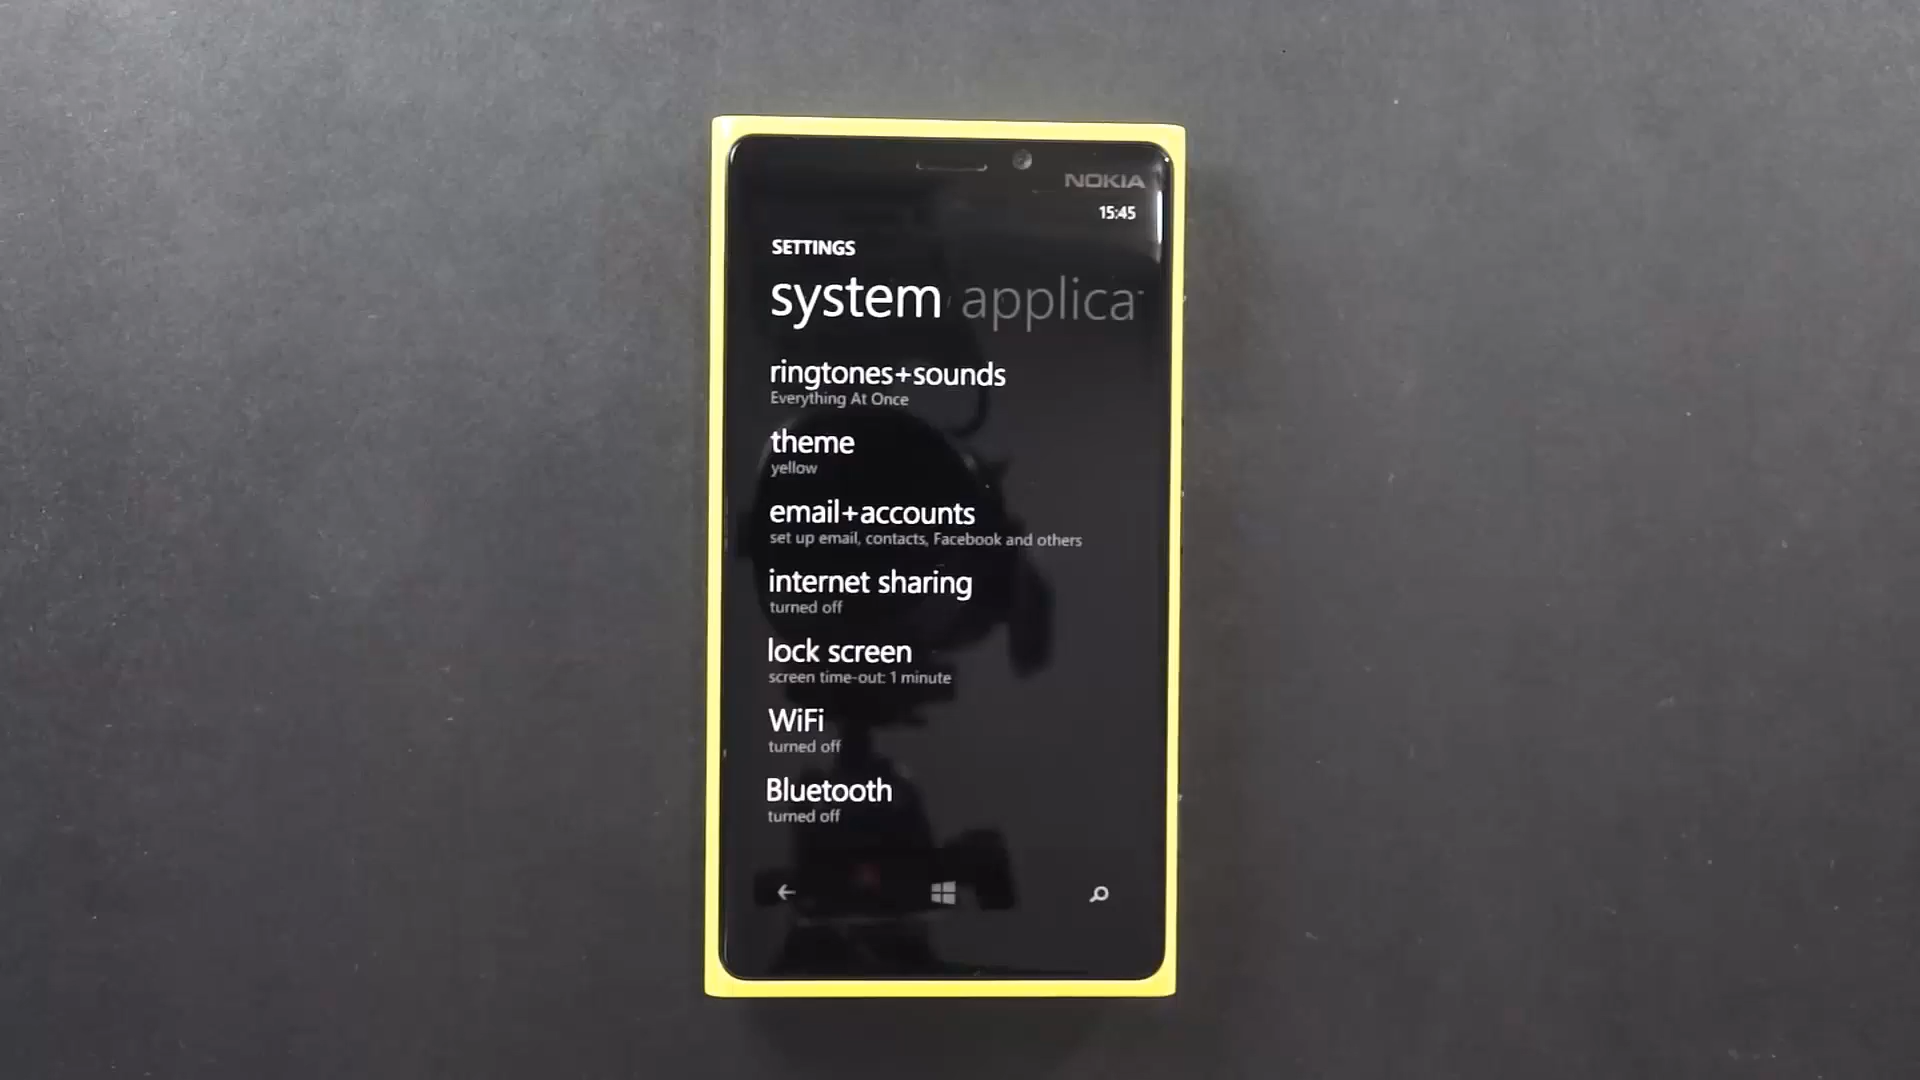 NOKIA
15:45
SETTINGS
system applica
ringtones+sounds
Everything At Once
theme
yellow
email+accounts
set up email, contacts, Facebook and others
internet sharing
turned off
lock screen
screen time-out: 1 minute
WiFi
turned off
Bluetooth
turned off